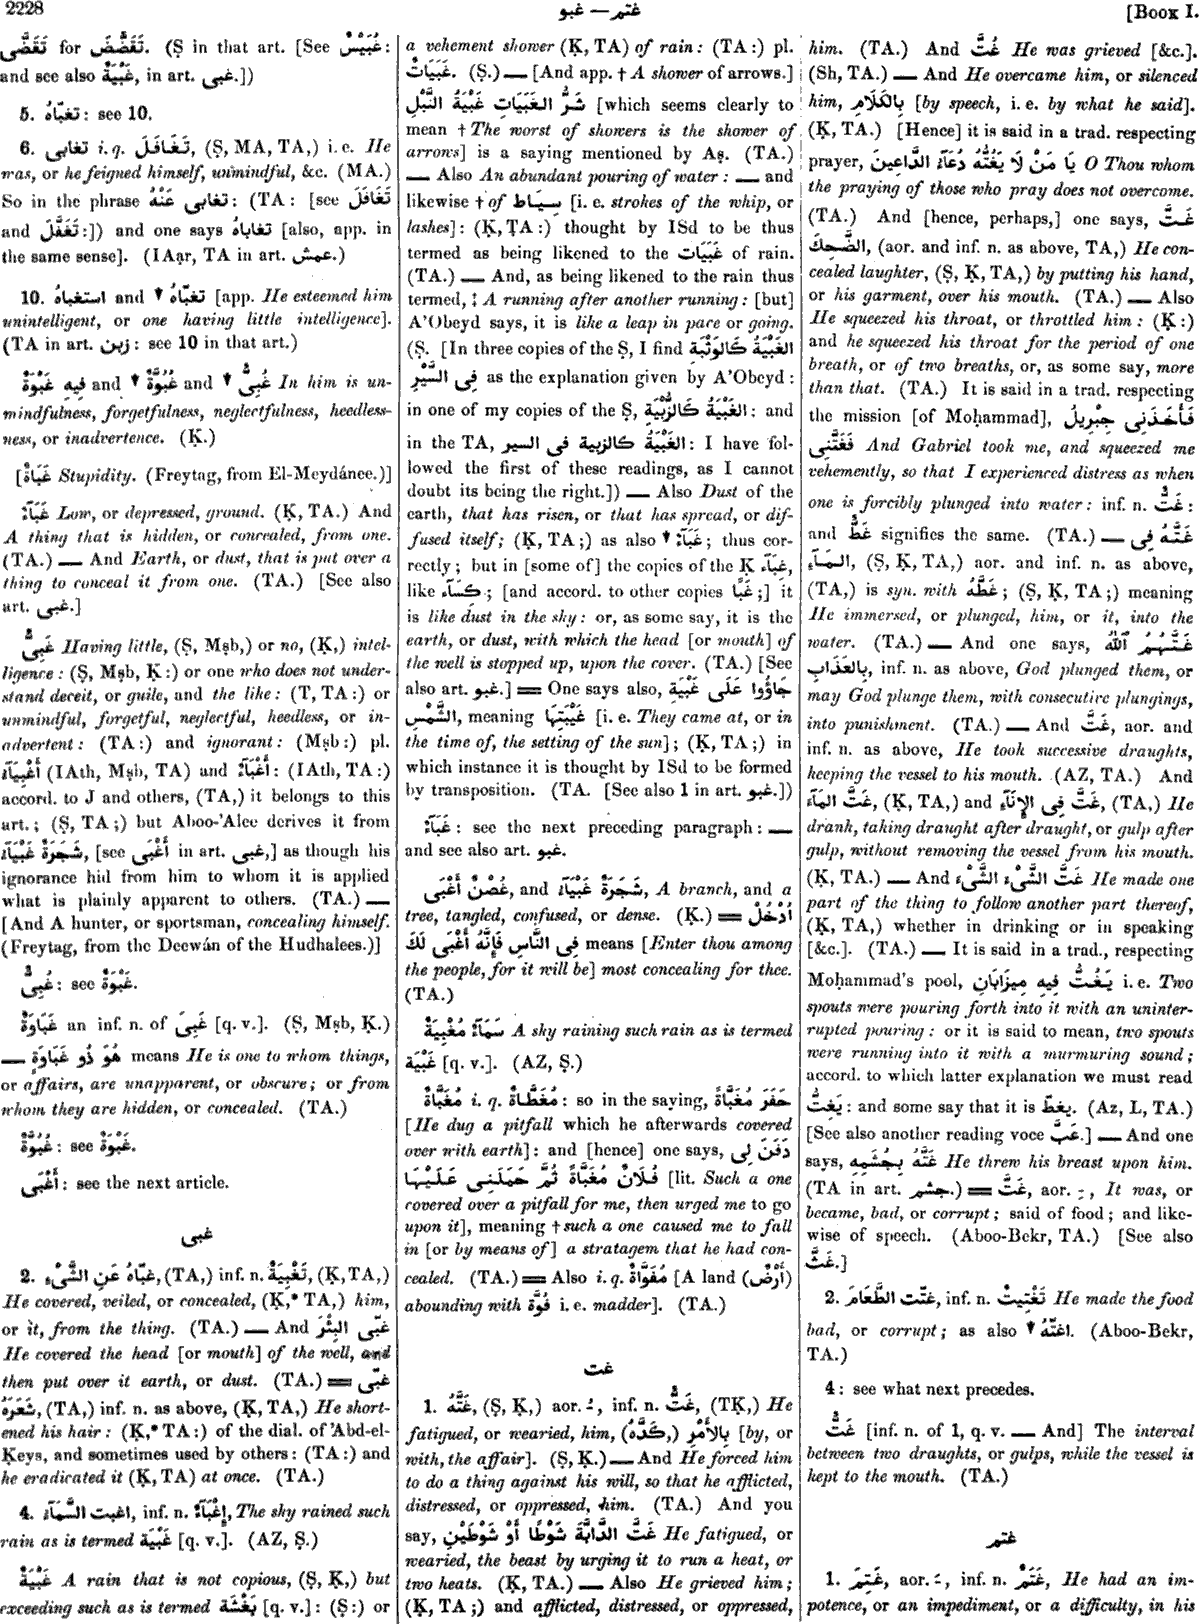 2228
غبو — غتم
[Book I.
تَغَضَّضَ for تَغَضَّى. (Ṣ in that art. [See غُبَيْسٌ:
and see also غَبْيَةٌ, in art. غبى.])
5. تغبّاهُ: see 10.
6. تغابى i. q. تَغَافَلَ, (Ṣ, MA, TA,) i. e. He
was, or he feigned himself, unmindful, &c. (MA.)
So in the phrase تغابى عَنْهُ: (TA: [see تَغَافَلَ
and تَغَفَّلَ:]) and one says تغاباهُ [also, app. in
the same sense]. (IAạr, TA in art. عمش.)
10. استغباهُ and ▼ تغبّاهُ [app. He esteemed him
unintelligent, or one having little intelligence].
(TA in art. زبن: see 10 in that art.)
فِيهِ غَبْوَةٌ and ▼ غُبُوَّةٌ and ▼ غُبِىٌّ In him is un-
mindfulness, forgetfulness, neglectfulness, heedless-
ness, or inadvertence. (Ḳ.)
[غَبَاةٌ Stupidity. (Freytag, from El-Meydánee.)]
غَبَآءٌ Low, or depressed, ground. (Ḳ, TA.) And
A thing that is hidden, or concealed, from one.
(TA.) — And Earth, or dust, that is put over a
thing to conceal it from one. (TA.) [See also
art. غبى.]
غَبِىٌّ Having little, (Ṣ, Mṣb,) or no, (Ḳ,) intel-
ligence: (Ṣ, Mṣb, Ḳ:) or one who does not under-
stand deceit, or guile, and the like: (T, TA:) or
unmindful, forgetful, neglectful, heedless, or in-
advertent: (TA:) and ignorant: (Mṣb:) pl.
أَغْبِيَآءُ (IAth, Mṣb, TA) and أَغْبَآءٌ: (IAth, TA:)
accord. to J and others, (TA,) it belongs to this
art.; (Ṣ, TA;) but Aboo-'Alee derives it from
شَجَرَةٌ غَبْيَآءُ, [see أَغْبَى in art. غبى,] as though his
ignorance hid from him to whom it is applied
what is plainly apparent to others. (TA.) —
[And A hunter, or sportsman, concealing himself.
(Freytag, from the Deewán of the Hudhalees.)]
غُبِىٌّ: see غَبْوَةٌ.
غَبَاوَةٌ an inf. n. of غَبِىَ [q. v.]. (Ṣ, Mṣb, Ḳ.)
— هُوَ ذُو غَبَاوَةٍ means He is one to whom things,
or affairs, are unapparent, or obscure; or from
whom they are hidden, or concealed. (TA.)
غُبُوَّةٌ: see غَبْوَةٌ.
أَغْبَى: see the next article.
غبى
2. غبّاهُ عَنِ الشَّىْءِ, (TA,) inf. n. تَغْبِيَةٌ, (Ḳ, TA,)
He covered, veiled, or concealed, (Ḳ,* TA,) him,
or it, from the thing. (TA.) — And غبّى البِئْرَ
He covered the head [or mouth] of the well, and
then put over it earth, or dust. (TA.) = غبّى
شَعَرَهُ, (TA,) inf. n. as above, (Ḳ, TA,) He short-
ened his hair: (Ḳ,* TA:) of the dial. of 'Abd-el-
Ḳeys, and sometimes used by others: (TA:) and
he eradicated it (Ḳ, TA) at once. (TA.)
4. اغبت السَّمَآءُ, inf. n. إِغْبَآءٌ, The sky rained such
rain as is termed غَبْيَةٌ [q. v.]. (AZ, Ṣ.)
غَبْيَةٌ A rain that is not copious, (Ṣ, Ḳ,) but
exceeding such as is termed بَغْشَةٌ [q. v.]: (Ṣ:) or
a vehement shower (Ḳ, TA) of rain: (TA:) pl.
غَبَيَاتٌ. (Ṣ.) — [And app. † A shower of arrows.]
شَرُّ الغَبَيَاتِ غَبْيَةُ النَّبْلِ [which seems clearly to
mean † The worst of showers is the shower of
arrows] is a saying mentioned by Aṣ. (TA.)
— Also An abundant pouring of water: — and
likewise † of سِيَاط [i. e. strokes of the whip, or
lashes]: (Ḳ, TA:) thought by ISd to be thus
termed as being likened to the غَبَيَات of rain.
(TA.) — And, as being likened to the rain thus
termed, ‡ A running after another running: [but]
A'Obeyd says, it is like a leap in pace or going.
(Ṣ. [In three copies of the Ṣ, I find الغَبْيَةُ كَالوَثْبَةِ
فِى السَّيْرِ as the explanation given by A'Obeyd:
in one of my copies of the Ṣ, الغَبْيَةُ كَالزُّبْيَةِ: and
in the TA, الغَبْيَةُ كالزبية فى السير: I have fol-
lowed the first of these readings, as I cannot
doubt its being the right.]) — Also Dust of the
earth, that has risen, or that has spread, or dif-
fused itself; (Ḳ, TA;) as also ▼ غَبَآءٌ; thus cor-
rectly; but in [some of] the copies of the Ḳ غِبَآء,
like كِسَآء; [and accord. to other copies غَبًا;] it
is like dust in the sky: or, as some say, it is the
earth, or dust, with which the head [or mouth] of
the well is stopped up, upon the cover. (TA.) [See
also art. غبو.] = One says also, جَاؤُوا عَلَى غَبْيَةِ
الشَّمْسِ, meaning غَيْبَتِهَا [i. e. They came at, or in
the time of, the setting of the sun]; (Ḳ, TA;) in
which instance it is thought by ISd to be formed
by transposition. (TA. [See also 1 in art. غبو.])
غَبَآءٌ: see the next preceding paragraph: —
and see also art. غبو.
غُصْنٌ أَغْبَى, and شَجَرَةٌ غَبْيَآءُ, A branch, and a
tree, tangled, confused, or dense. (Ḳ.) = اُدْخُلْ
فِى النَّاسِ فَإِنَّهُ أَغْبَى لَكَ means [Enter thou among
the people, for it will be] most concealing for thee.
(TA.)
سَمَآءٌ مُغْبِيَةٌ A sky raining such rain as is termed
غَبْيَة [q. v.]. (AZ, Ṣ.)
مُغَبَّاةٌ i. q. مُغَطَّاةٌ: so in the saying, حَفَرَ مُغَبَّاةً
[He dug a pitfall which he afterwards covered
over with earth]: and [hence] one says, دَفَنَ لِى
فُلَانٌ مُغَبَّاةً ثُمَّ حَمَلَنِى عَلَيْهَا [lit. Such a one
covered over a pitfall for me, then urged me to go
upon it], meaning † such a one caused me to fall
in [or by means of] a stratagem that he had con-
cealed. (TA.) = Also i. q. مُفَوَّاةٌ [A land (أَرْضٌ)
abounding with فُوَّة i. e. madder]. (TA.)
غت
1. غَتَّهُ, (Ṣ, Ḳ,) aor. ـُ, inf. n. غَتٌّ, (TḲ,) He
fatigued, or wearied, him, (كَدَّهُ,) بِالأَمْرِ [by, or
with, the affair]. (Ṣ, Ḳ.) — And He forced him
to do a thing against his will, so that he afflicted,
distressed, or oppressed, him. (TA.) And you
say, غَتَّ الدَّابَّةَ شَوْطًا أَوْ شَوْطَيْنِ He fatigued, or
wearied, the beast by urging it to run a heat, or
two heats. (Ḳ, TA.) — Also He grieved him;
(Ḳ, TA;) and afflicted, distressed, or oppressed,
him. (TA.) And غُتَّ He was grieved [&c.].
(Sh, TA.) — And He overcame him, or silenced
him, بِالكَلَامِ [by speech, i. e. by what he said].
(Ḳ, TA.) [Hence] it is said in a trad. respecting
prayer, يَا مَنْ لَا يَغُتُّهُ دُعَآءُ الدَّاعِينَ O Thou whom
the praying of those who pray does not overcome.
(TA.) And [hence, perhaps,] one says, غَتَّ
الضَّحِكَ, (aor. and inf. n. as above, TA,) He con-
cealed laughter, (Ṣ, Ḳ, TA,) by putting his hand,
or his garment, over his mouth. (TA.) — Also
He squeezed his throat, or throttled him: (Ḳ:)
and he squeezed his throat for the period of one
breath, or of two breaths, or, as some say, more
than that. (TA.) It is said in a trad. respecting
the mission [of Moḥammad], فَأَخَذَنِى جِبْرِيلُ
فَغَتَّنِى And Gabriel took me, and squeezed me
vehemently, so that I experienced distress as when
one is forcibly plunged into water: inf. n. غَتٌّ:
and غَطٌّ signifies the same. (TA.) — غَتَّهُ فِى
المَآءِ, (Ṣ, Ḳ, TA,) aor. and inf. n. as above,
(TA,) is syn. with غَطَّهُ; (Ṣ, Ḳ, TA;) meaning
He immersed, or plunged, him, or it, into the
water. (TA.) — And one says, غَتَّهُمُ ٱللّٰهُ
بِالعَذَابِ, inf. n. as above, God plunged them, or
may God plunge them, with consecutive plungings,
into punishment. (TA.) — And غَتَّ, aor. and
inf. n. as above, He took successive draughts,
keeping the vessel to his mouth. (AZ, TA.) And
غَتَّ المَآءَ, (Ḳ, TA,) and غَتَّ فِى الإِنَآءِ, (TA,) He
drank, taking draught after draught, or gulp after
gulp, without removing the vessel from his mouth.
(Ḳ, TA.) — And غَتَّ الشَّىْءَ الشَّىْءَ He made one
part of the thing to follow another part thereof,
(Ḳ, TA,) whether in drinking or in speaking
[&c.]. (TA.) — It is said in a trad., respecting
Moḥammad's pool, يَغُتُّ فِيهِ مِيزَابَانِ i. e. Two
spouts were pouring forth into it with an uninter-
rupted pouring: or it is said to mean, two spouts
were running into it with a murmuring sound;
accord. to which latter explanation we must read
يَغِتُّ: and some say that it is يغطّ. (Az, L, TA.)
[See also another reading voce عَبَّ.] — And one
says, غَتَّهُ بِجُشَمِهِ He threw his breast upon him.
(TA in art. جشم.) = غَتَّ, aor. ـِ, It was, or
became, bad, or corrupt; said of food; and like-
wise of speech. (Aboo-Bekr, TA.) [See also
غَثَّ.]
2. غتّت الطَّعَامَ, inf. n. تَغْتِيتٌ He made the food
bad, or corrupt; as also ▼ اغتّهُ. (Aboo-Bekr,
TA.)
4: see what next precedes.
غَتٌّ [inf. n. of 1, q. v. — And] The interval
between two draughts, or gulps, while the vessel is
kept to the mouth. (TA.)
غتم
1. غَتِمَ, aor. ـَ, inf. n. غَتَمٌ, He had an im-
potence, or an impediment, or a difficulty, in his